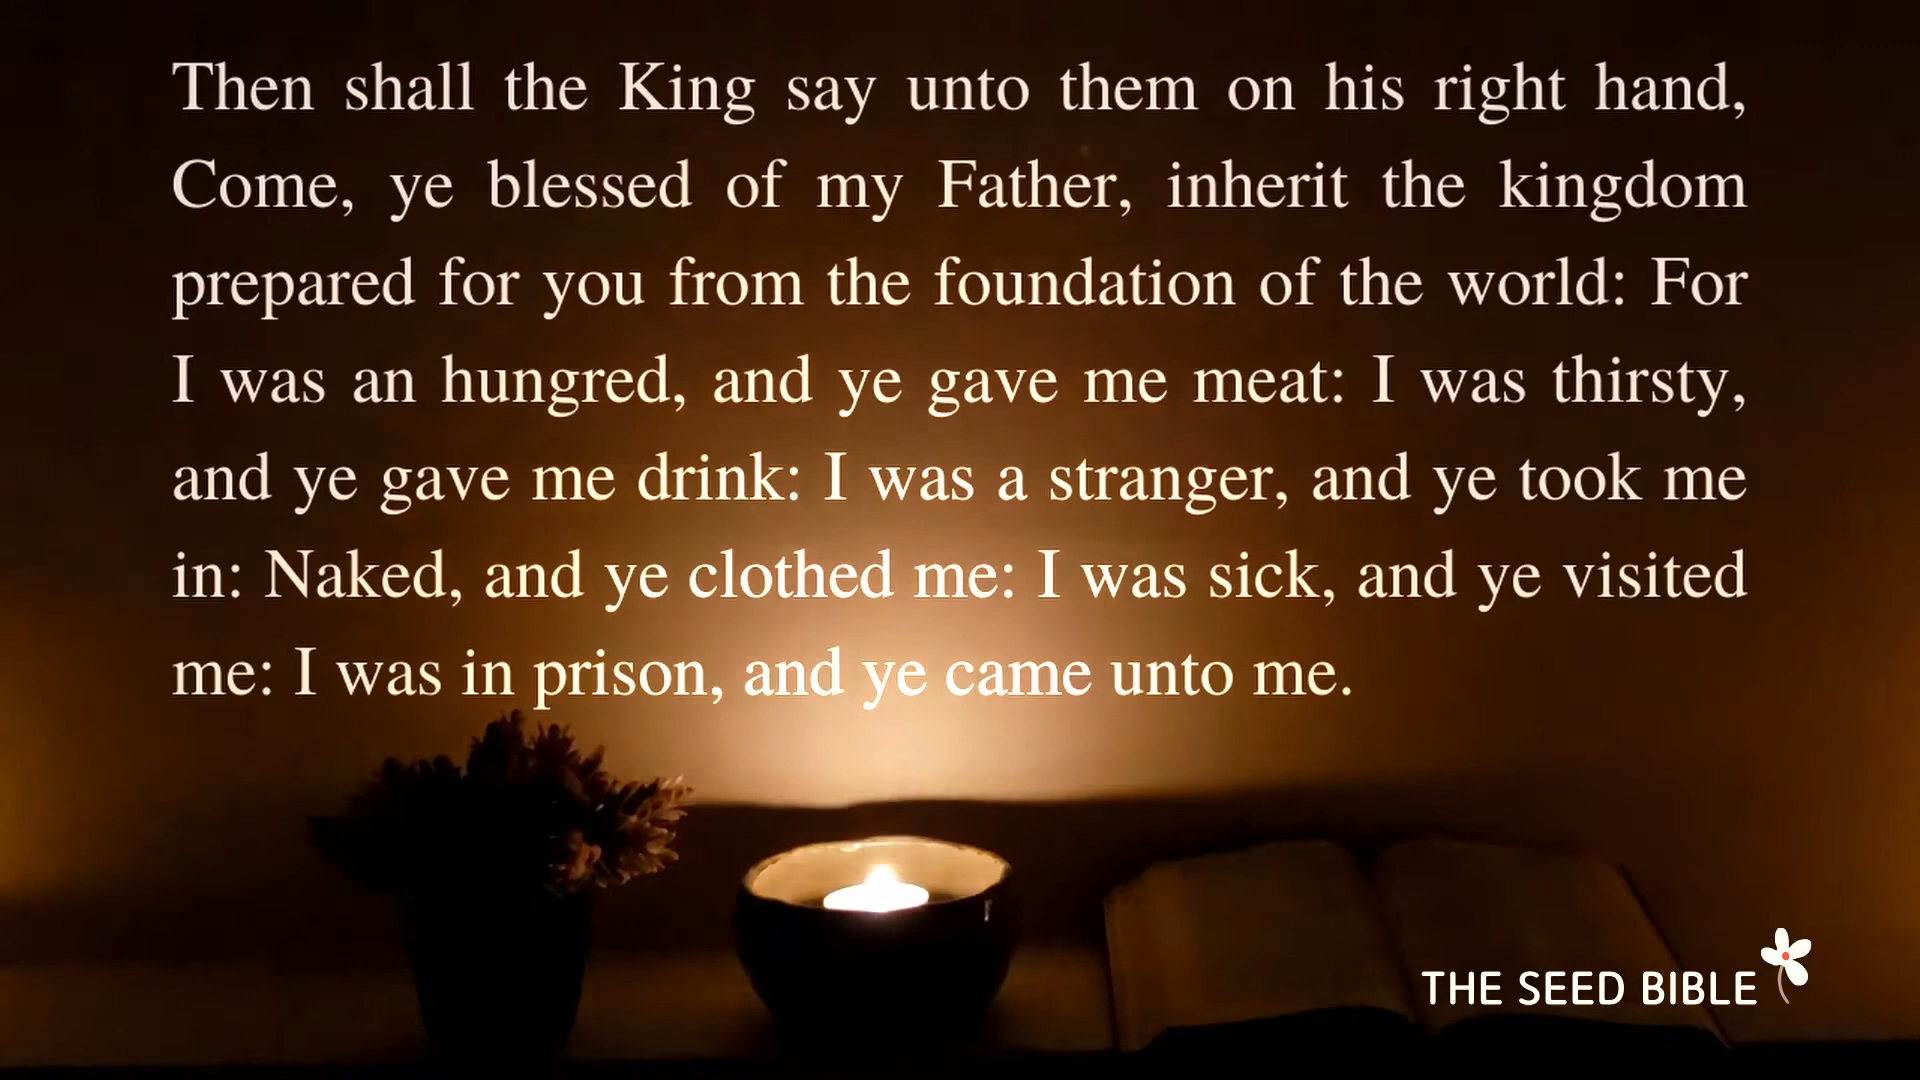 Then shall the King say unto them on his right hand,
Come, ye blessed of my Father, inherit the kingdom
prepared for you from the foundation of the world: For
I was an hungred, and ye gave me meat: I was thirsty,
and ye gave me drink: I was a stranger, and ye took me
in: Naked, and ye clothed me: I was sick, and ye visited
me: I was in prison, and ye came unto me.
THE SEED BIBLE